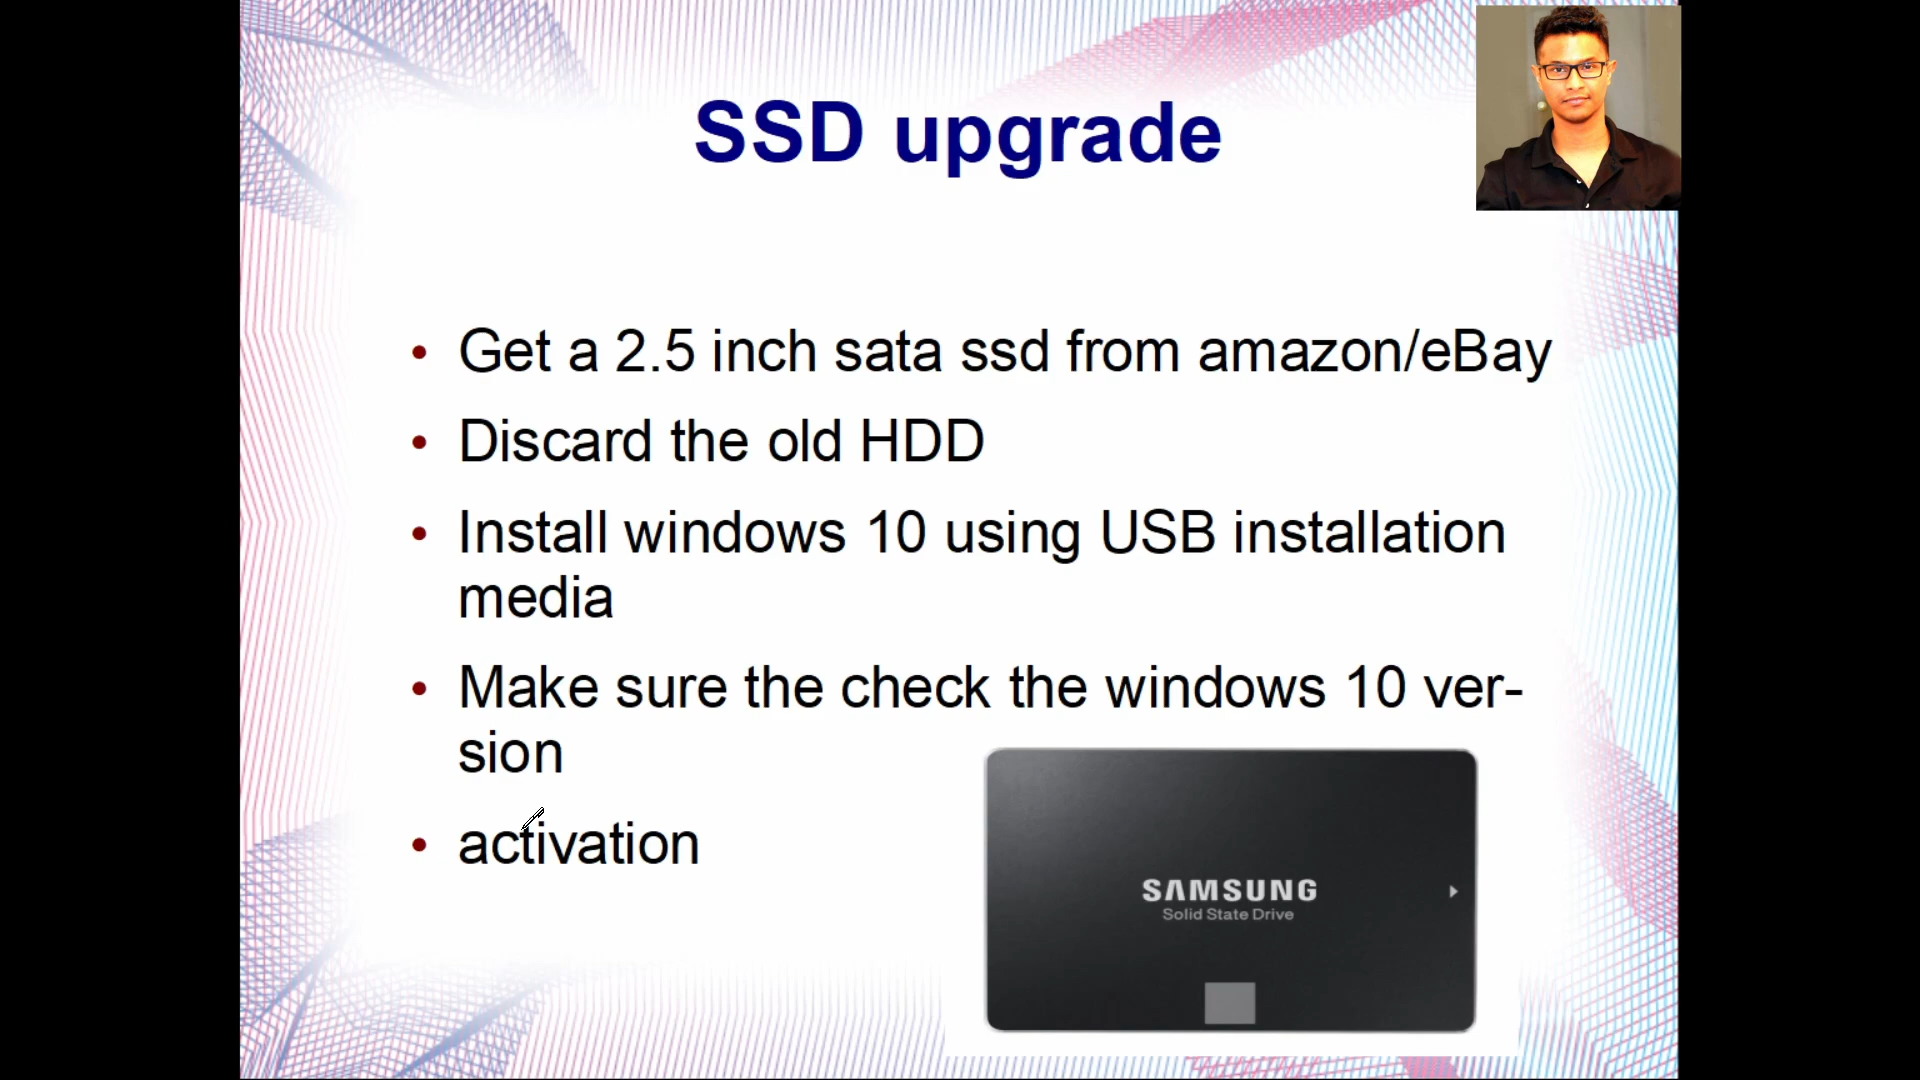 SSD upgrade
• Get a 2.5 inch sata ssd from amazon/eBay
• Discard the old HDD
• Install windows 10 using USB installation
media
• Make sure the check the windows 10 ver-
sion
• activation
SAMSUNG
Solid State Drive